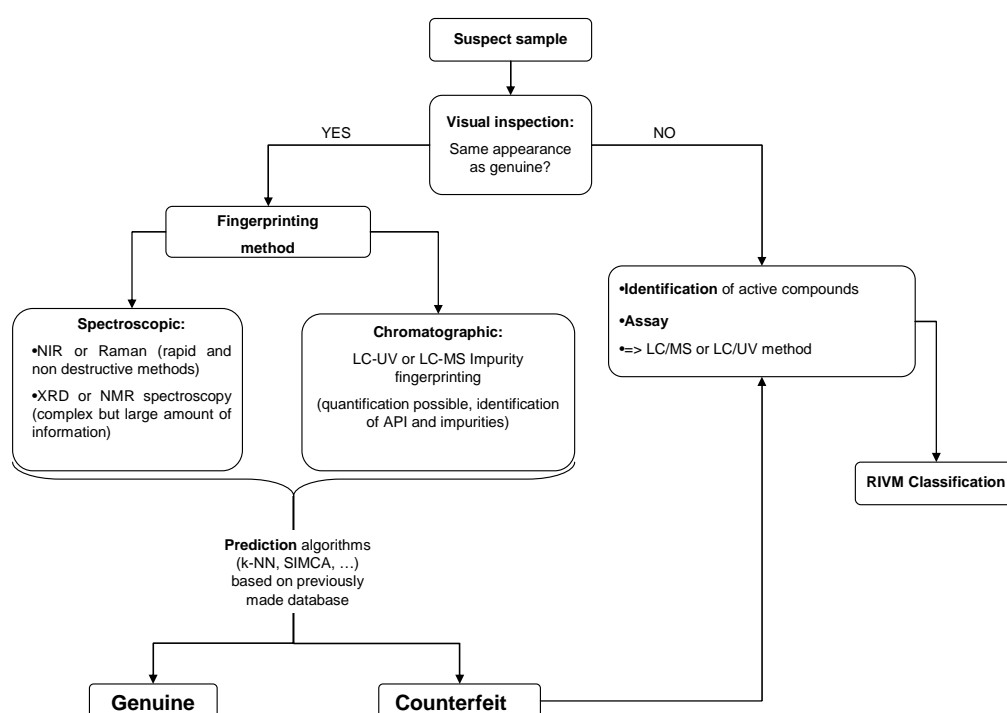 Suspect sample
Visual inspection:
Same appearance
as genuine?
YES
NO
Fingerprinting
method
•Identification of active compounds
•Assay
•=> LC/MS or LC/UV method
Spectroscopic:
•NIR or Raman (rapid and
non destructive methods)
•XRD or NMR spectroscopy
(complex but large amount of
information)
Chromatographic:
LC-UV or LC-MS Impurity
fingerprinting
(quantification possible, identification
of API and impurities)
RIVM Classification
Prediction algorithms
(k-NN, SIMCA, …)
based on previously
made database
Genuine
Counterfeit